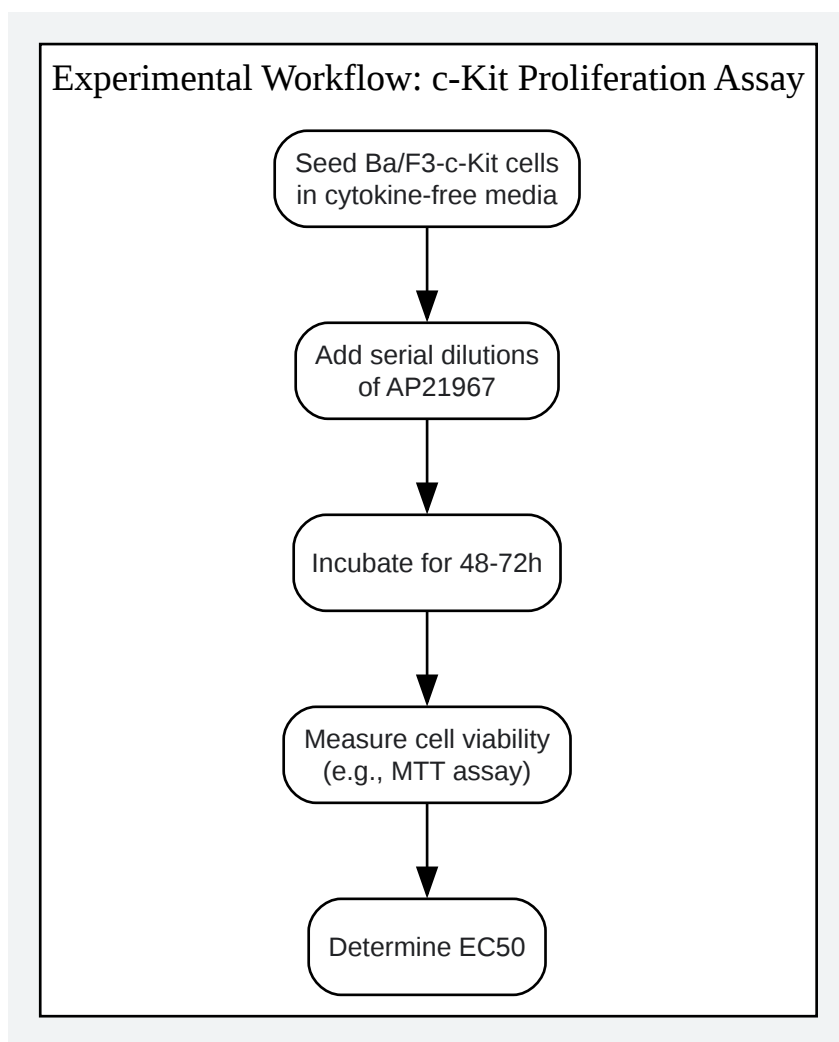 Experimental Workflow: c-Kit Proliferation Assay
Seed Ba/F3-c-Kit cells
in cytokine-free media
Add serial dilutions
of AP21967
Incubate for 48-72h
Measure cell viability
(e.g., MTT assay)
Determine EC50